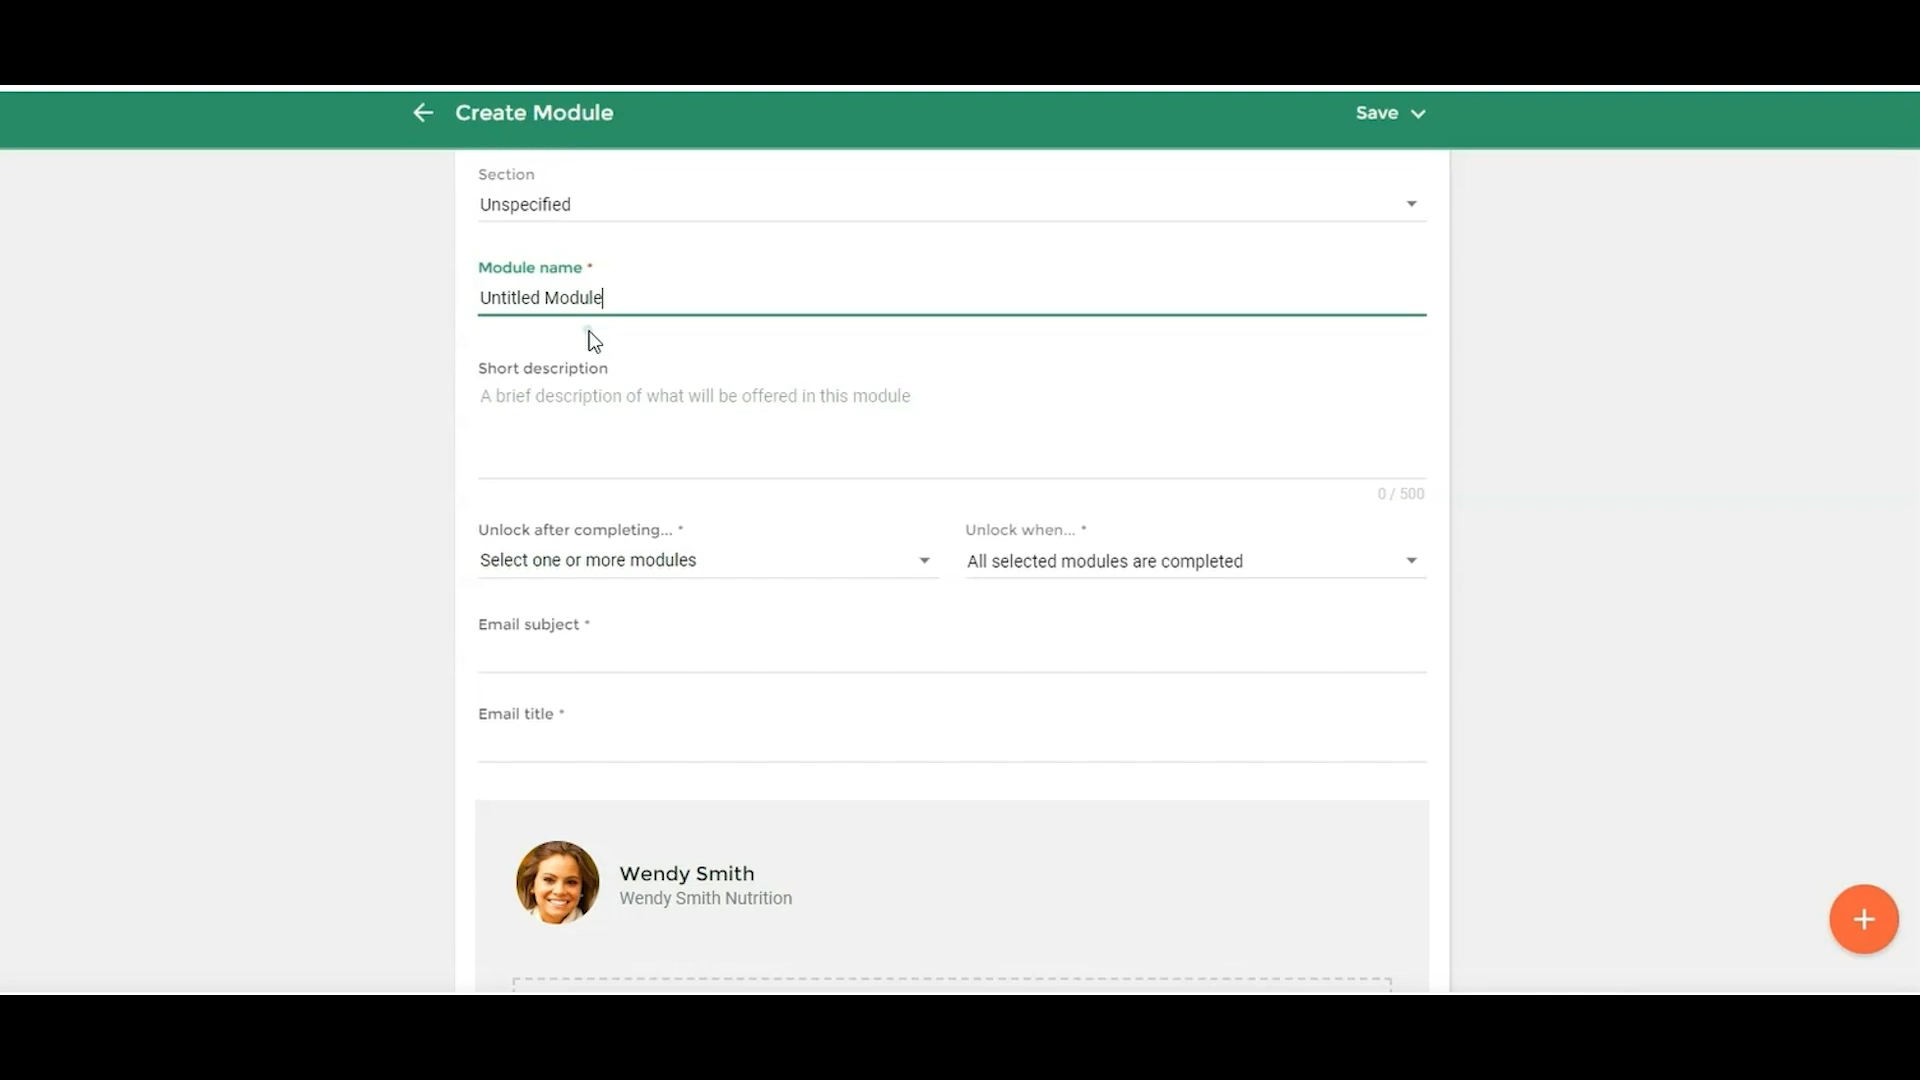 Create Module
Save
Section
Unspecified
Module name *
Untitled Module
Short description
A brief description of what will be offered in this module
0 / 500
Unlock after completing... *
Unlock when... *
Select one or more modules
All selected modules are completed
Email subject *
Email title *
Wendy Smith
Wendy Smith Nutrition